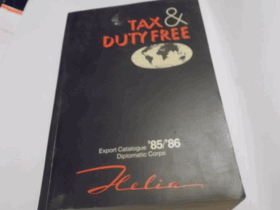 TAX &
DUTY FREE
Export Catalogue '85/'86
Diplomatic Corps
Helia